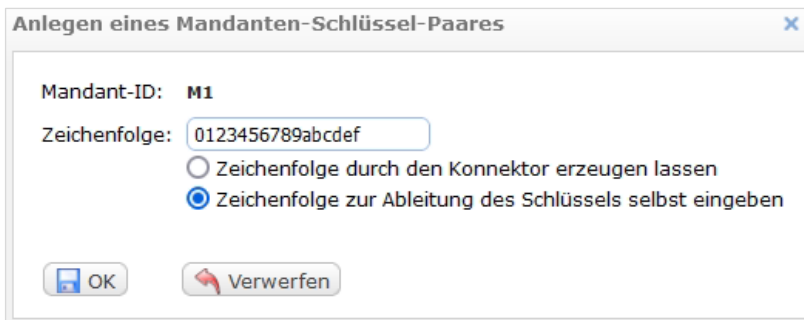 Anlegen eines Mandanten-Schlüssel-Paares
Mandant-ID: M1
Zeichenfolge: 0123456789abcdef
Zeichenfolge durch den Konnektor erzeugen lassen
Zeichenfolge zur Ableitung des Schlüssels selbst eingeben
OK Verwerfen